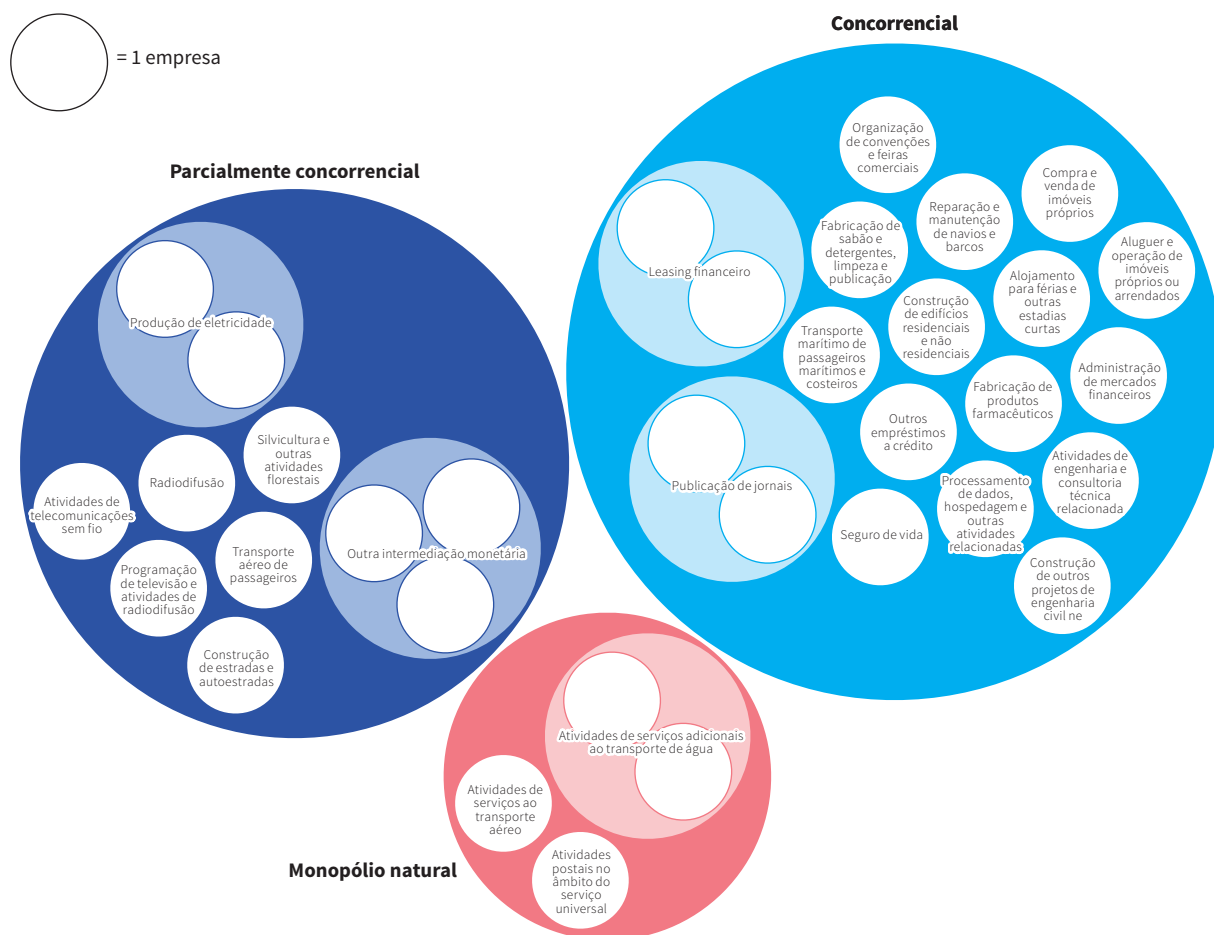 = 1 empresa
Concorrencial
Organização
de convenções
e feiras
comerciais
Compra e
venda de
imóveis
próprios
Reparação e
manutenção
de navios e
barcos
Fabricação de
sabão e
detergentes,
limpeza e
publicação
Aluguer e
operação de
imóveis
próprios ou
arrendados
Leasing financeiro
Alojamento
para férias e
outras
estadias
curtas
Construção
de edifícios
residenciais
e não
residenciais
Transporte
marítimo de
passageiros
marítimos e
costeiros
Administração
de mercados
financeiros
Fabricação de
produtos
farmacêuticos
Outros
empréstimos
a crédito
Publicação de jornais
Atividades de
engenharia e
consultoria
técnica
relacionada
Processamento
de dados,
hospedagem e
outras
atividades
relacionadas
Seguro de vida
Construção
de outros
projetos de
engenharia
civil ne
Parcialmente concorrencial
Produção de eletricidade
Silvicultura e
outras
atividades
florestais
Radiodifusão
Atividades de
telecomunicações
sem fio
Transporte
aéreo de
passageiros
Outra intermediação monetária
Programação
de televisão e
atividades de
radiodifusão
Construção
de estradas e
autoestradas
Monopólio natural
Atividades de serviços adicionais
ao transporte de água
Atividades de
serviços ao
transporte
aéreo
Atividades
postais no
âmbito do
serviço
universal